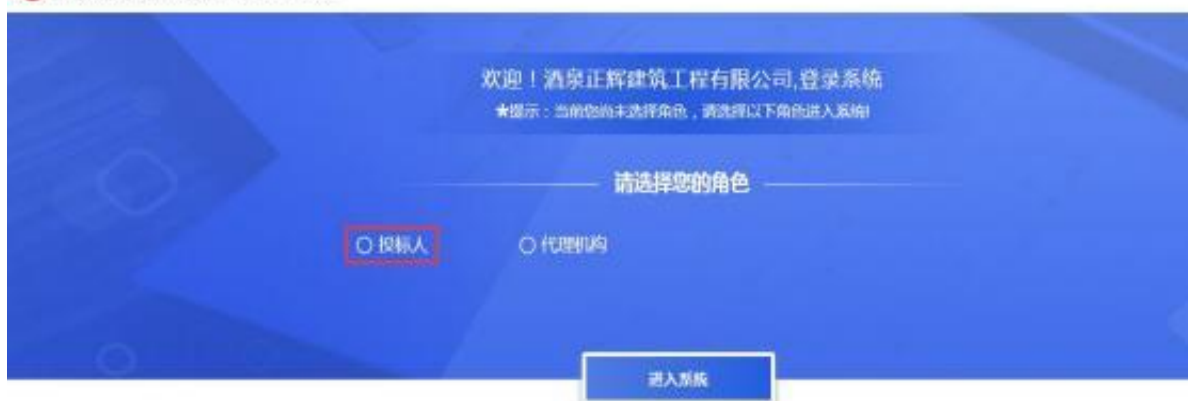 欢迎！酒泉正辉建筑工程有限公司,登录系统
★提示：当前您尚未选择角色，请选择以下角色进入系统!
请选择您的角色
投标人
代理机构
进入系统